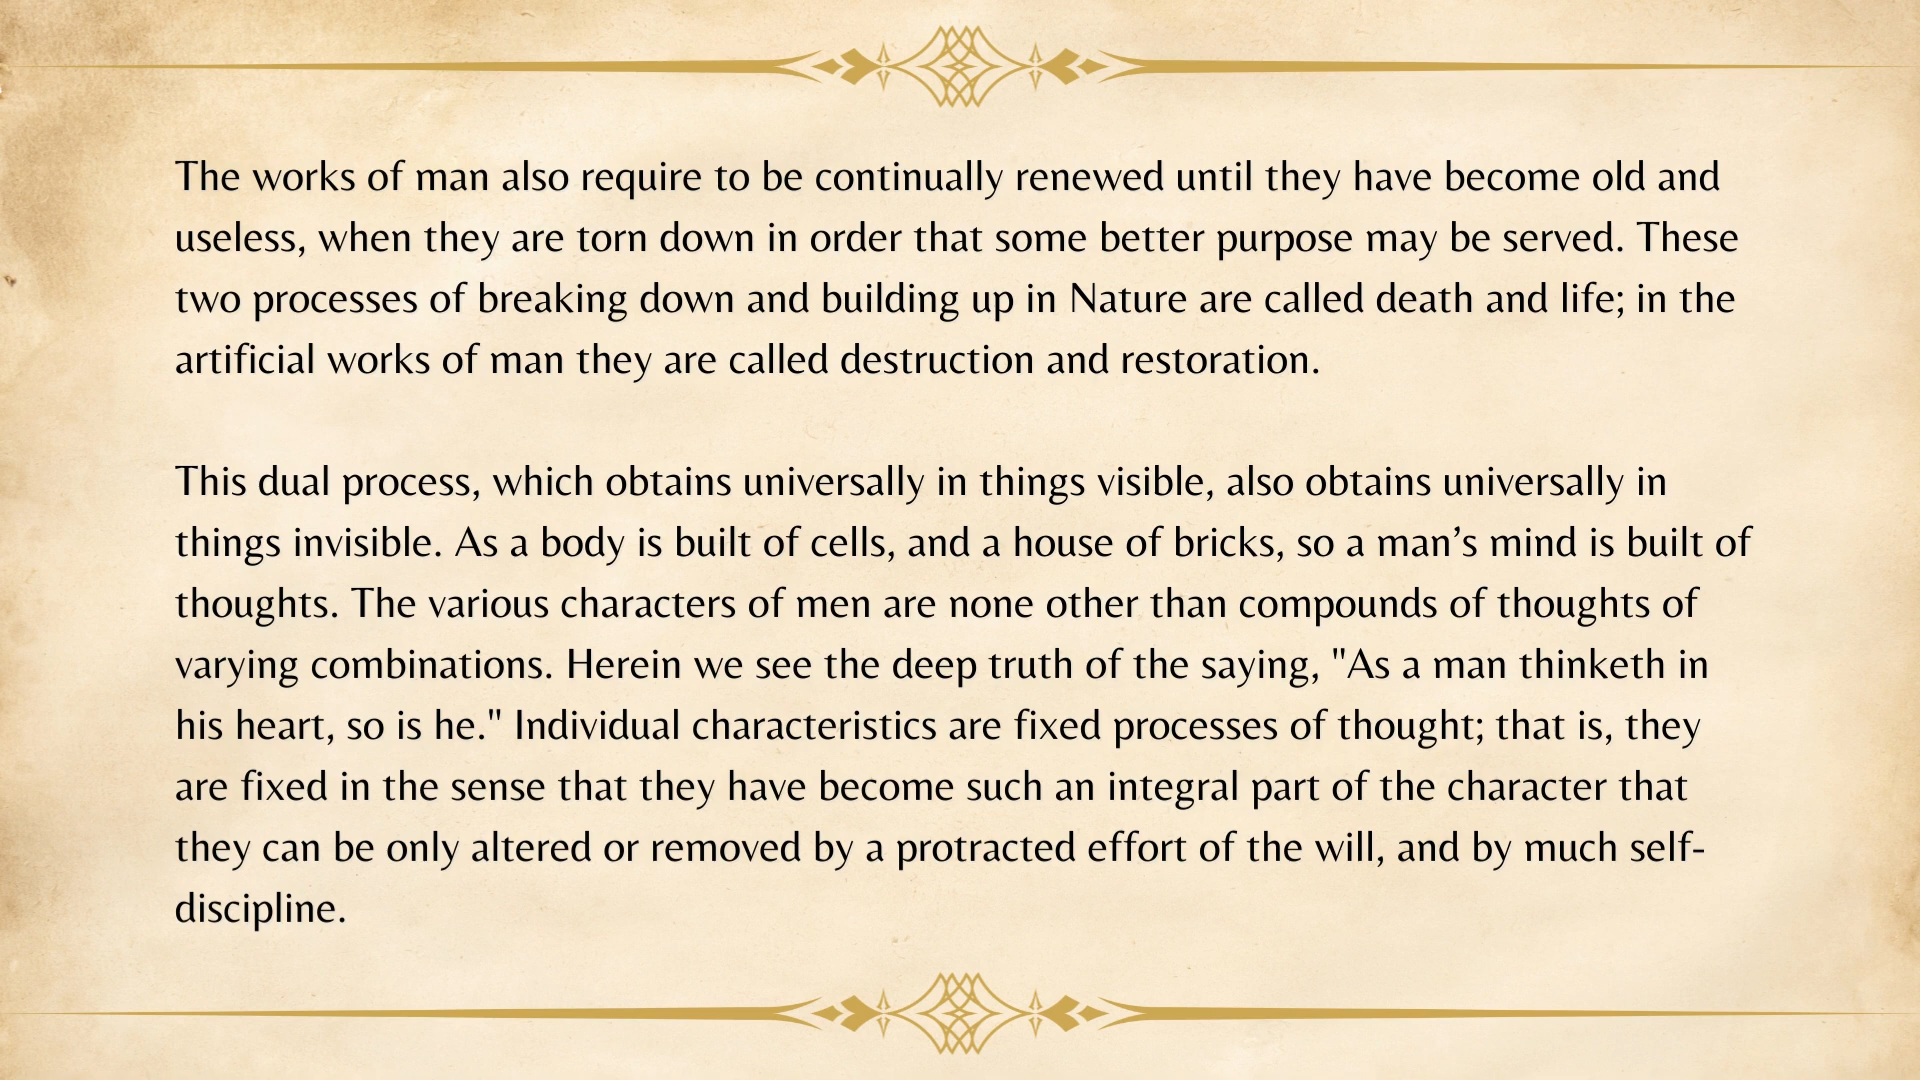 The works of man also require to be continually renewed until they have become old and
useless, when they are torn down in order that some better purpose may be served. These
two processes of breaking down and building up in Nature are called death and life; in the
artificial works of man they are called destruction and restoration.
This dual process, which obtains universally in things visible, also obtains universally in
things invisible. As a body is built of cells, and a house of bricks, so a man’s mind is built of
thoughts. The various characters of men are none other than compounds of thoughts of
varying combinations. Herein we see the deep truth of the saying, "As a man thinketh in
his heart, so is he." Individual characteristics are fixed processes of thought; that is, they
are fixed in the sense that they have become such an integral part of the character that
they can be only altered or removed by a protracted effort of the will, and by much self-
discipline.